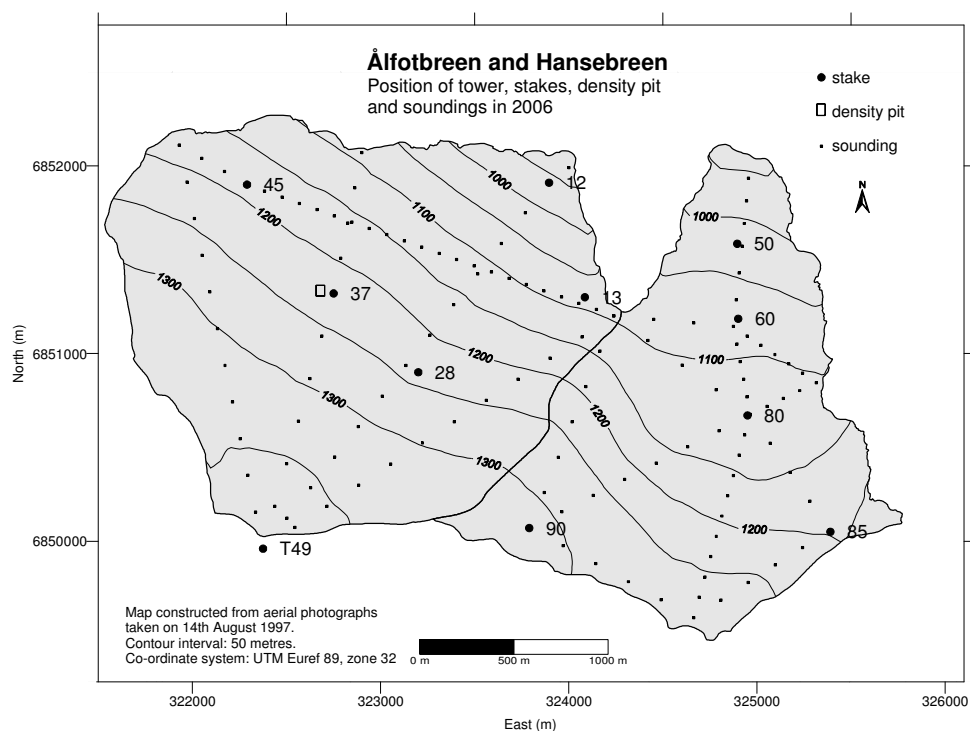 Ålfotbreen and Hansebreen
Position of tower, stakes, density pit
and soundings in 2006
stake
density pit
sounding
N
6852000
6851000
6850000
North (m)
45
12
1000
1100
1200
1000
50
37
13
60
1300
1200
1100
28
1300
1200
80
1300
1200
90
85
T49
Map constructed from aerial photographs
taken on 14th August 1997.
Contour interval: 50 metres.
Co-ordinate system: UTM Euref 89, zone 32
0 m 500 m 1000 m
322000 323000 324000 325000 326000
East (m)